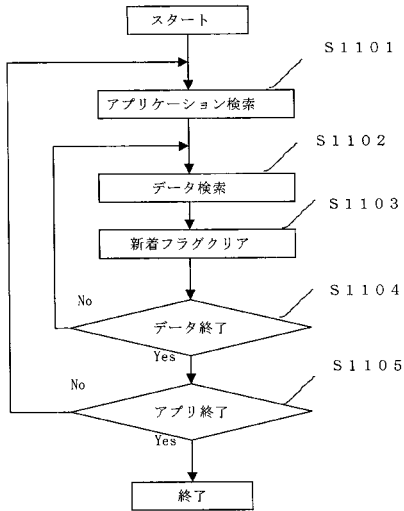 スタート
Ｓ１１０１
アプリケーション検索
Ｓ１１０２
データ検索
Ｓ１１０３
新着フラグクリア
Ｓ１１０４
No
データ終了
Yes
Ｓ１１０５
No
アプリ終了
Yes
終了